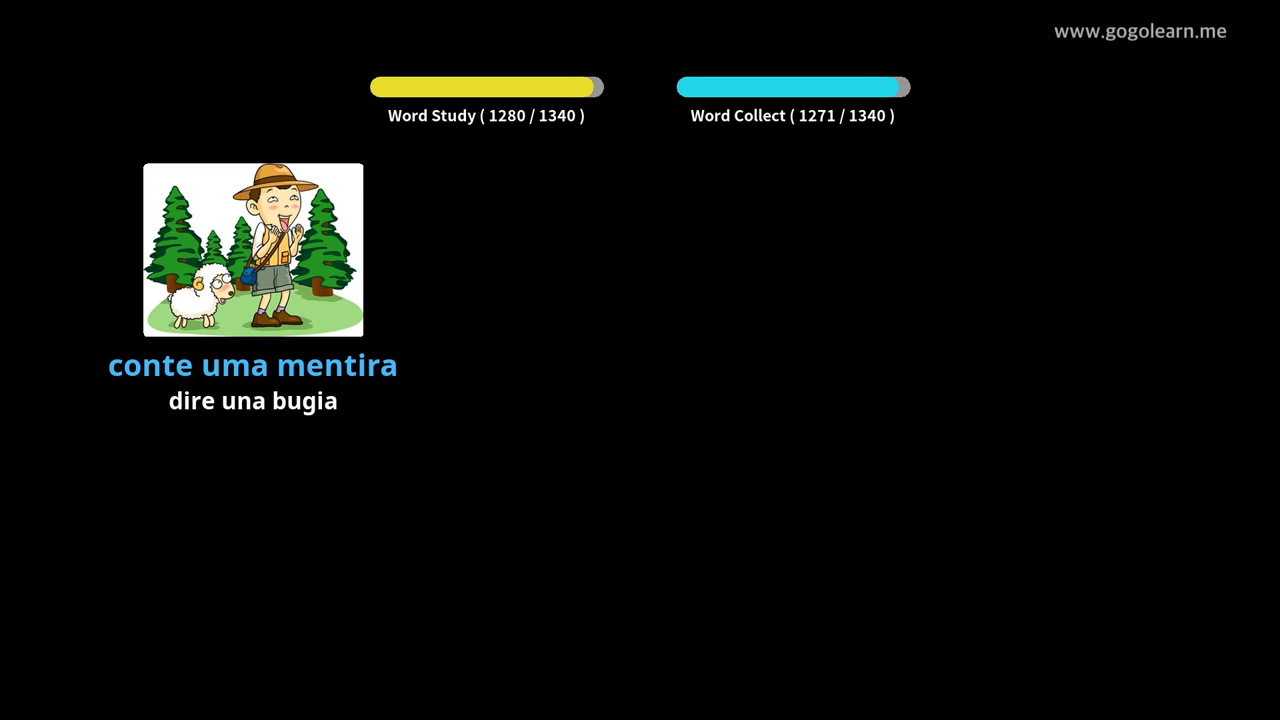 www.gogolearn.me
Word Study ( 1280 / 1340 )
Word Collect ( 1271 / 1340 )
conte uma mentira
dire una bugia